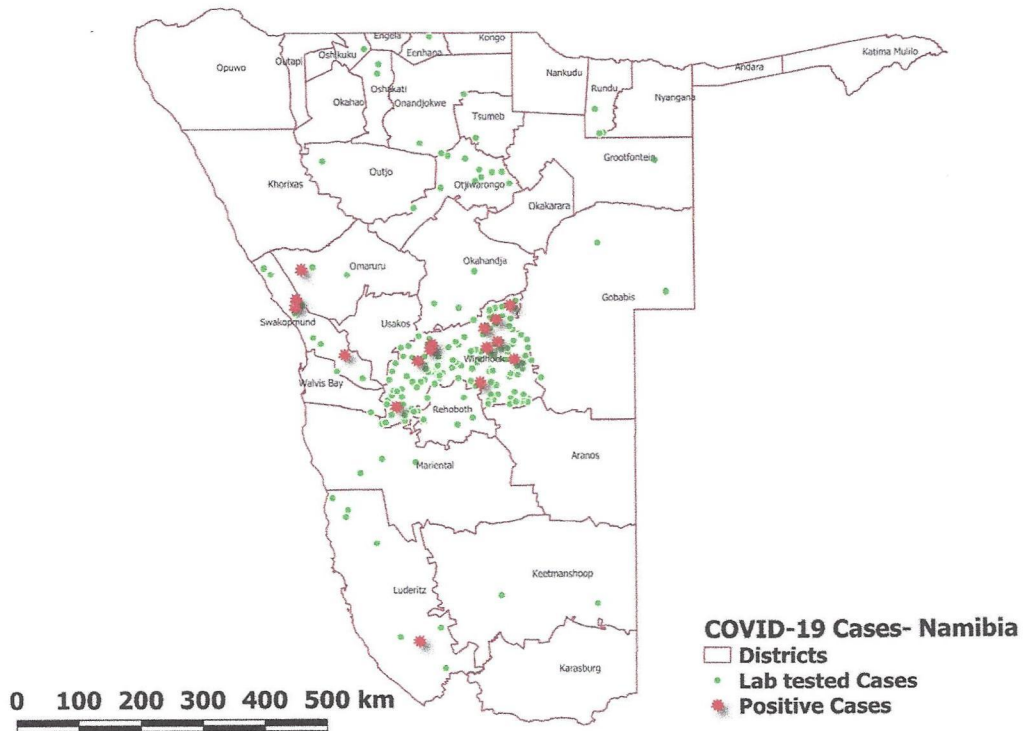 Engela
Kongo
Oshikuku
Eenhana
Katima Mulilo
Opuwo
Outapi
Andara
Nankudu
Oshakati
Rundu
Nyangana
Okahao
Onandjokwe
Tsumeb
Grootfontein
Outjo
Khorixas
Otjiwarongo
Okakarara
Omaruru
Okahandja
Gobabis
Swakopmund
Usakos
Windhoek
Walvis Bay
Rehoboth
Aranos
Mariental
Keetmanshoop
Luderitz
Karasburg
COVID-19 Cases- Namibia
Districts
Lab tested Cases
Positive Cases
0 100 200 300 400 500 km